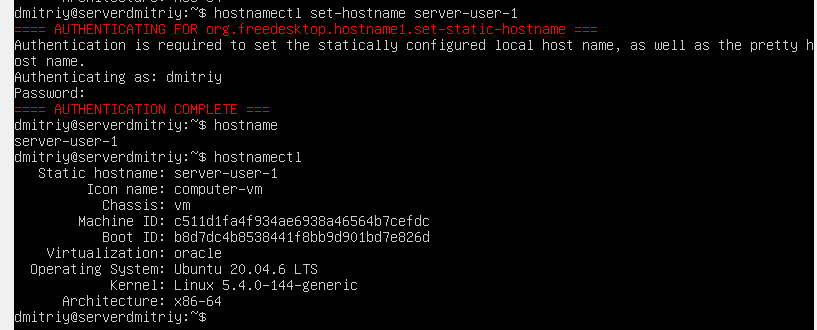 dmitriy@serverdmitriy:~$ hostnamectl set-hostname server-user-1
==== AUTHENTICATING FOR org.freedesktop.hostname1.set-static-hostname ===
Authentication is required to set the statically configured local host name, as well as the pretty h
ost name.
Authenticating as: dmitriy
Password:
==== AUTHENTICATION COMPLETE ===
dmitriy@serverdmitriy:~$ hostname
server-user-1
dmitriy@serverdmitriy:~$ hostnamectl
Static hostname: server-user-1
Icon name: computer-vm
Chassis: vm
Machine ID: c511d1fa4f934ae6938a46564b7cefdc
Boot ID: b8d7dc4b8538441f8bb9d901bd7e826d
Virtualization: oracle
Operating System: Ubuntu 20.04.6 LTS
Kernel: Linux 5.4.0-144-generic
Architecture: x86-64
dmitriy@serverdmitriy:~$